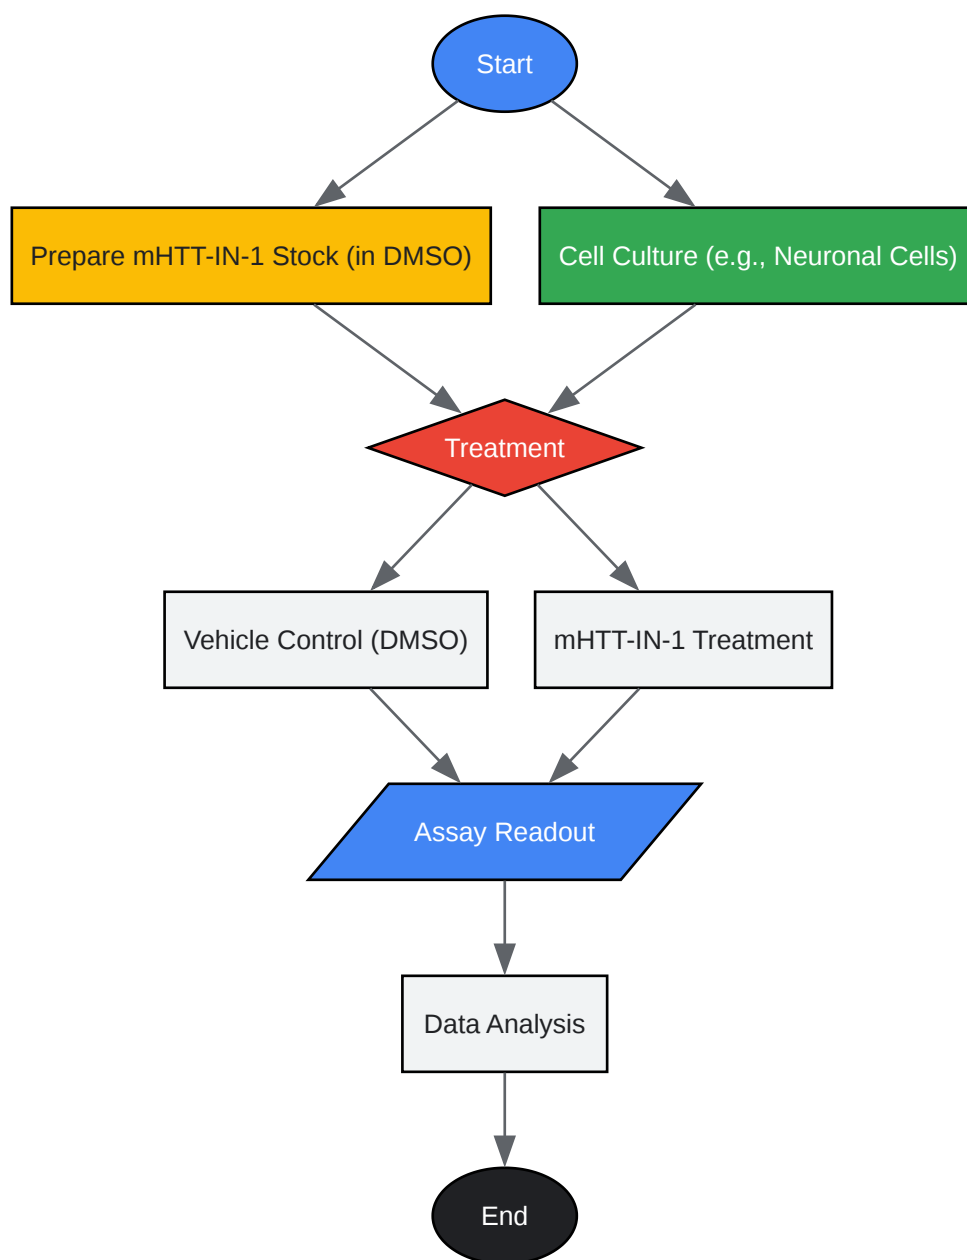 Start
Prepare mHTT-IN-1 Stock (in DMSO)
Cell Culture (e.g., Neuronal Cells)
Treatment
Vehicle Control (DMSO)
mHTT-IN-1 Treatment
Assay Readout
Data Analysis
End